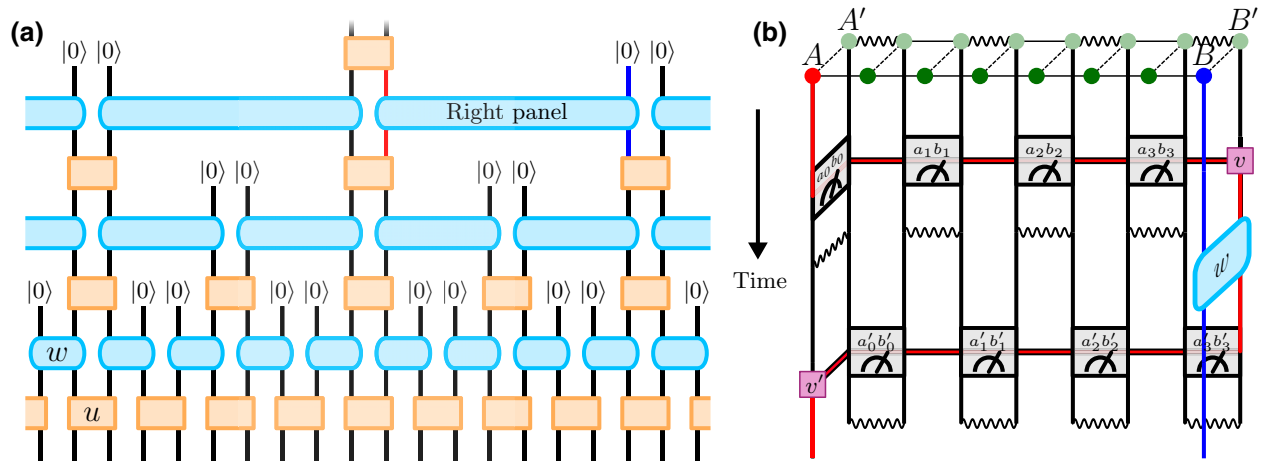 (a)
|0⟩ |0⟩ |0⟩ |0⟩
Right panel
|0⟩ |0⟩ |0⟩ |0⟩
|0⟩ |0⟩ |0⟩ |0⟩ |0⟩ |0⟩ |0⟩ |0⟩ |0⟩ |0⟩
w
u
(b)
A′ B′
A B
a₀b₀ a₁b₁ a₂b₂ a₃b₃ v
w
Time
a′₀b′₀ a′₁b′₁ a′₂b′₂ a′₃b′₃
v′